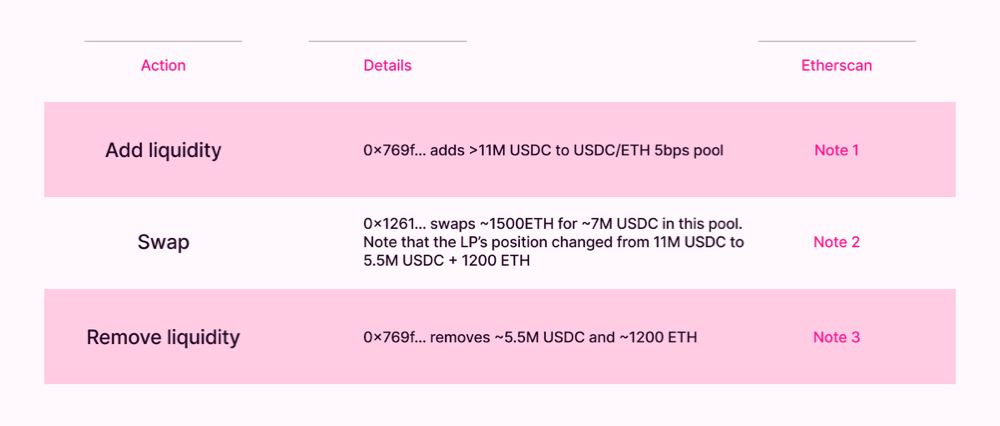 Action
Details
Etherscan
Add liquidity
0×769f... adds >11M USDC to USDC/ETH 5bps pool
Note 1
Swap
0×1261... swaps ~1500ETH for ~7M USDC in this pool.
Note that the LP's position changed from 11M USDC to
5.5M USDC + 1200 ETH
Note 2
Remove liquidity
0×769f... removes ~5.5M USDC and ~1200 ETH
Note 3